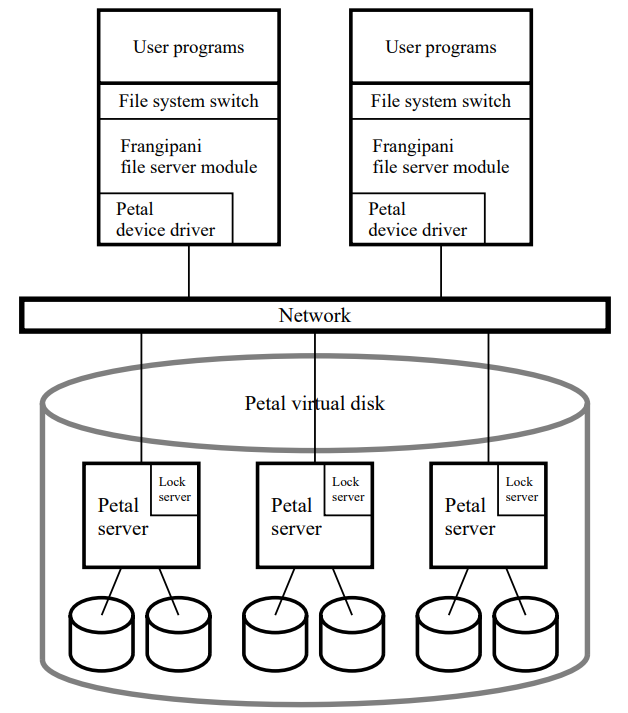 User programs
File system switch
Frangipani
file server module
Petal
device driver
User programs
File system switch
Frangipani
file server module
Petal
device driver
Network
Petal virtual disk
Lock
server
Petal
server
Lock
server
Petal
server
Lock
server
Petal
server